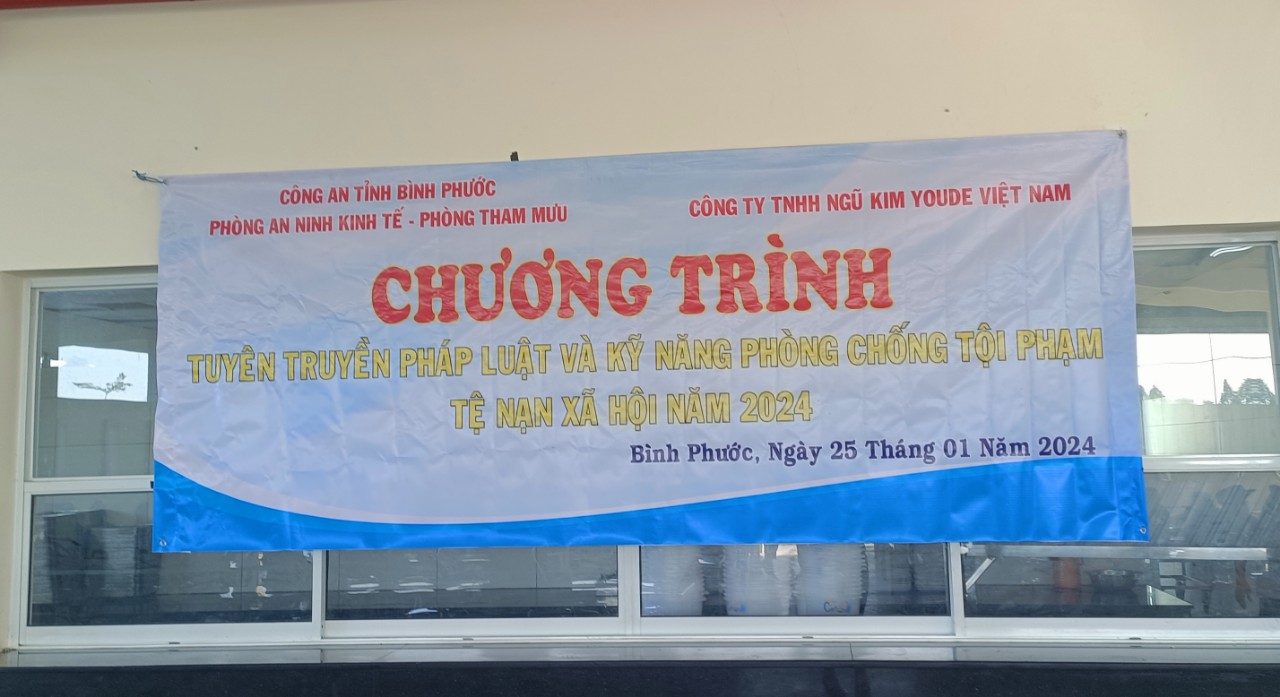 CÔNG AN TỈNH BÌNH PHƯỚC
PHÒNG AN NINH KINH TẾ - PHÒNG THAM MƯU
CÔNG TY TNHH NGŨ KIM YOUDE VIỆT NAM
CHƯƠNG TRÌNH
TUYÊN TRUYỀN PHÁP LUẬT VÀ KỸ NĂNG PHÒNG CHỐNG TỘI PHẠM
TỆ NẠN XÃ HỘI NĂM 2024
Bình Phước, Ngày 25 Tháng 01 Năm 2024